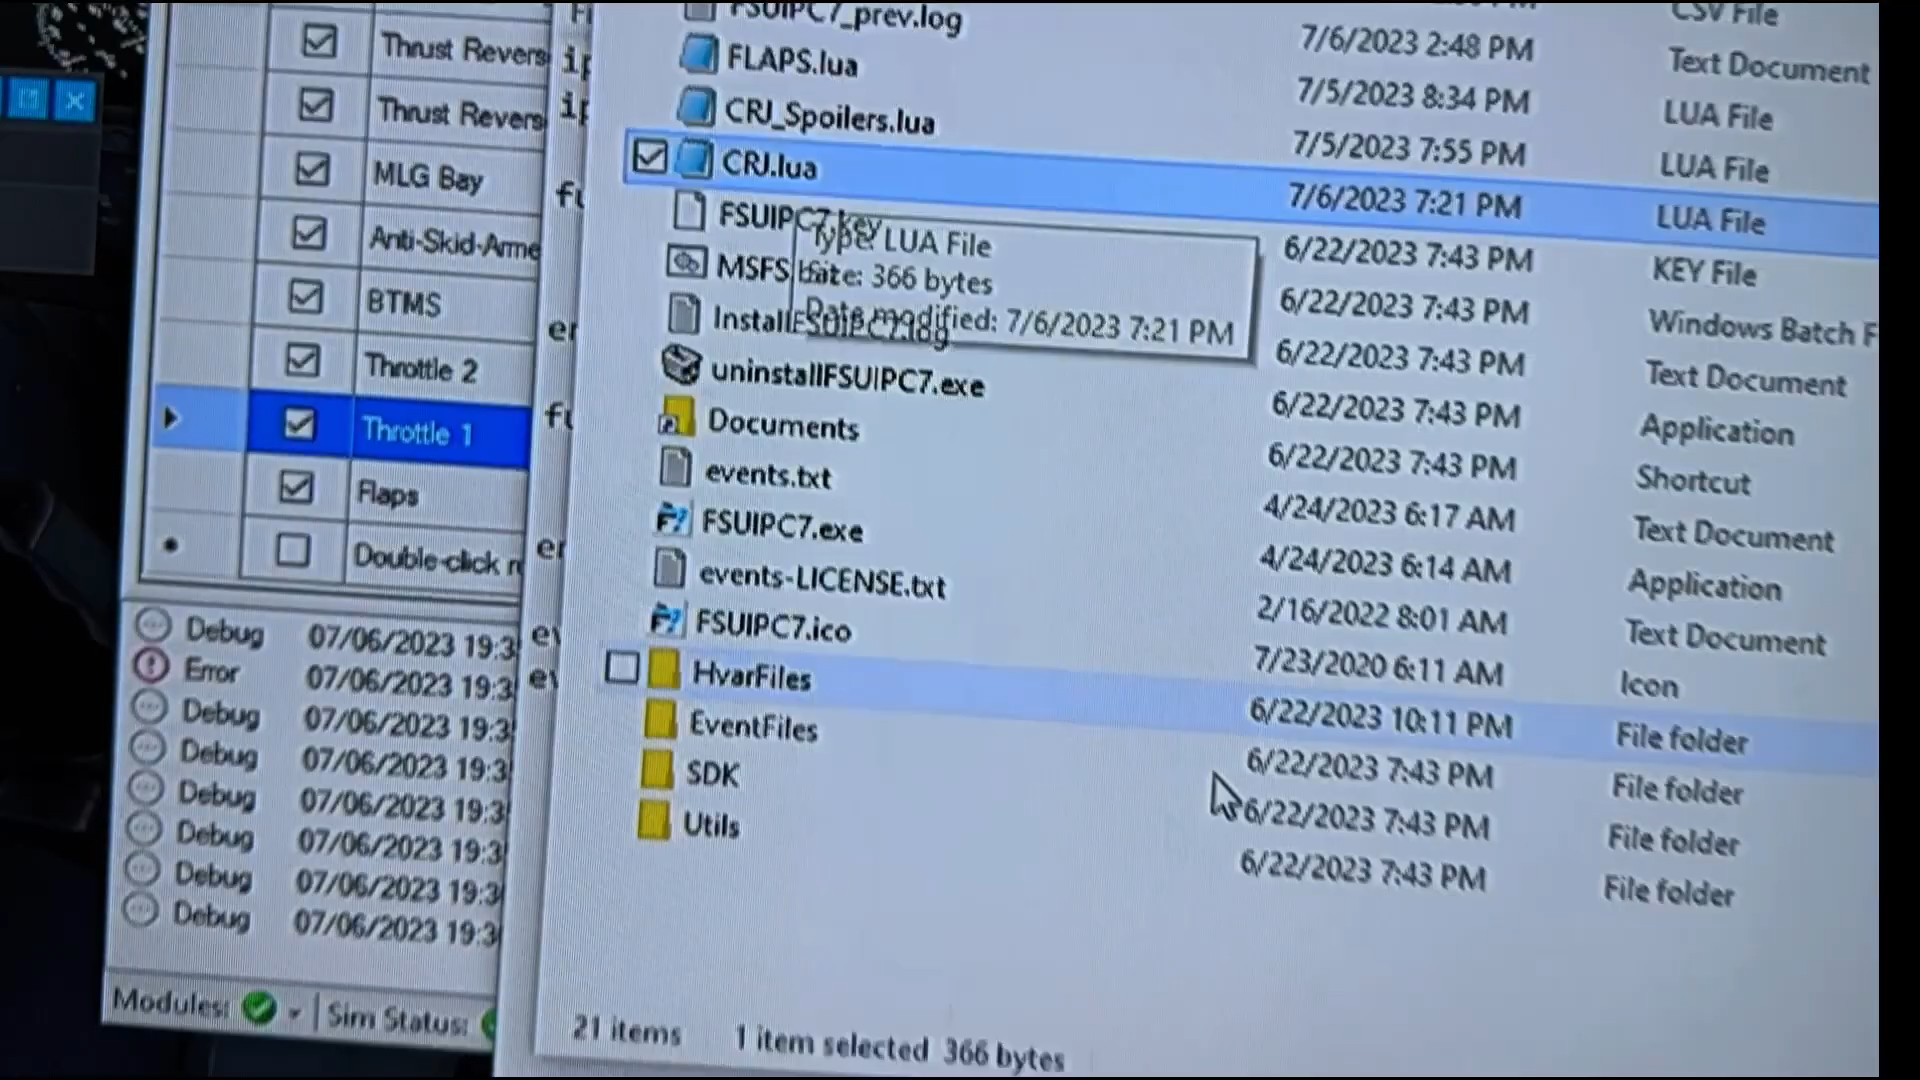 Thrust Revers
Thrust Revers
MLG Bay
Anti-Skid-Arme
BTMS
Throttle 2
Throttle 1
Flaps
Double-click r
Debug 07/06/2023 19:3
Error 07/06/2023 19:3
Debug 07/06/2023 19:3
Debug 07/06/2023 19:3
Debug 07/06/2023 19:3
Debug 07/06/2023 19:3
Debug 07/06/2023 19:3
Debug 07/06/2023 19:3
Modules: Sim Status:
ip
ip
fu
en
fu
en
ev
ev
CSV File
FSUIPC7_prev.log 7/6/2023 2:48 PM Text Document
FLAPS.lua 7/5/2023 8:34 PM LUA File
CRJ_Spoilers.lua 7/5/2023 7:55 PM LUA File
CRJ.lua 7/6/2023 7:21 PM LUA File
FSUIPC7.key 6/22/2023 7:43 PM KEY File
MSFS 6/22/2023 7:43 PM Windows Batch F
InstallFSUIPC7.log 6/22/2023 7:43 PM Text Document
uninstallFSUIPC7.exe 6/22/2023 7:43 PM Application
Documents 6/22/2023 7:43 PM Shortcut
events.txt 4/24/2023 6:17 AM Text Document
FSUIPC7.exe 4/24/2023 6:14 AM Application
events-LICENSE.txt 2/16/2022 8:01 AM Text Document
FSUIPC7.ico 7/23/2020 6:11 AM Icon
HvarFiles 6/22/2023 10:11 PM File folder
EventFiles 6/22/2023 7:43 PM File folder
SDK 6/22/2023 7:43 PM File folder
Utils 6/22/2023 7:43 PM File folder
Type: LUA File
Size: 366 bytes
Date modified: 7/6/2023 7:21 PM
21 items 1 item selected 366 bytes